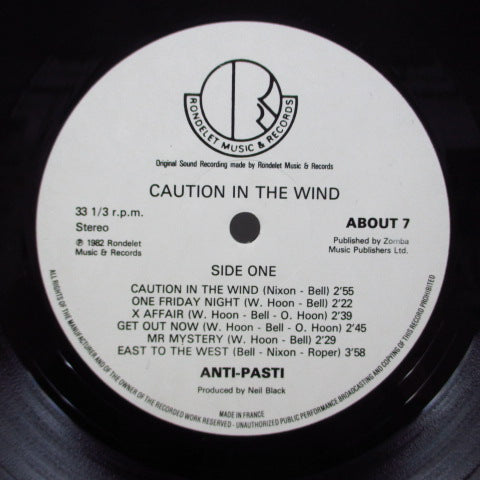 RONDELET MUSIC & RECORDS
Original Sound Recording made by Rondelet Music & Records
CAUTION IN THE WIND
33 1/3 r.p.m.
Stereo
ABOUT 7
℗ 1982 Rondelet
Music & Records
Published by Zomba
Music Publishers Ltd.
SIDE ONE
CAUTION IN THE WIND (Nixon - Bell) 2'55
ONE FRIDAY NIGHT (W. Hoon - Bell) 2'22
X AFFAIR (W. Hoon - Bell - O. Hoon) 2'39
GET OUT NOW (W. Hoon - Bell - O. Hoon) 2'45
MR MYSTERY (W. Hoon - Bell) 2'29
EAST TO THE WEST (Bell - Nixon - Roper) 3'58
ANTI-PASTI
Produced by Neil Black
MADE IN FRANCE
ALL RIGHTS OF THE MANUFACTURER AND OF THE OWNER OF THE RECORDED WORK RESERVED - UNAUTHORIZED PUBLIC PERFORMANCE BROADCASTING AND COPYING OF THIS RECORD PROHIBITED